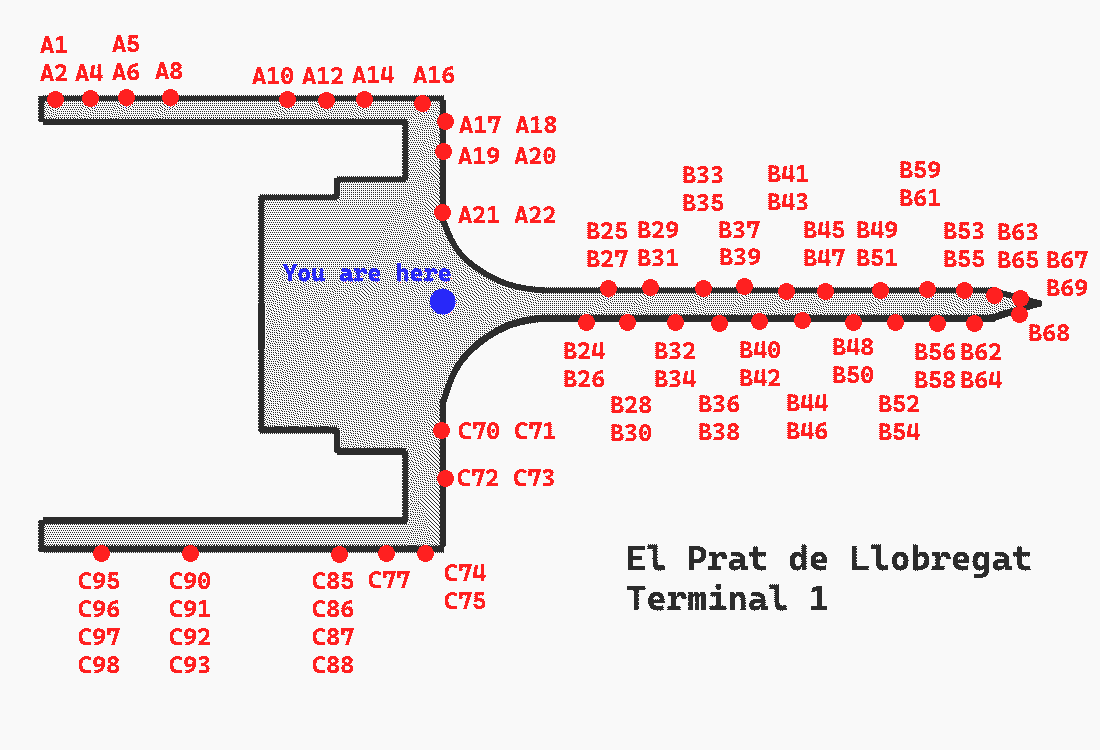 A1 A5
A2 A4 A6 A8 A10 A12 A14 A16
A17 A18
A19 A20
A21 A22
You are here
B33 B41 B59
B35 B43 B61
B25 B29 B37 B45 B49 B53 B63
B27 B31 B39 B47 B51 B55 B65 B67
B69
B68
B24 B32 B40 B48 B56 B62
B26 B34 B42 B50 B58 B64
B28 B36 B44 B52
B30 B38 B46 B54
C70 C71
C72 C73
C95 C90 C85 C77 C74
C96 C91 C86 C75
C97 C92 C87
C98 C93 C88
El Prat de Llobregat
Terminal 1